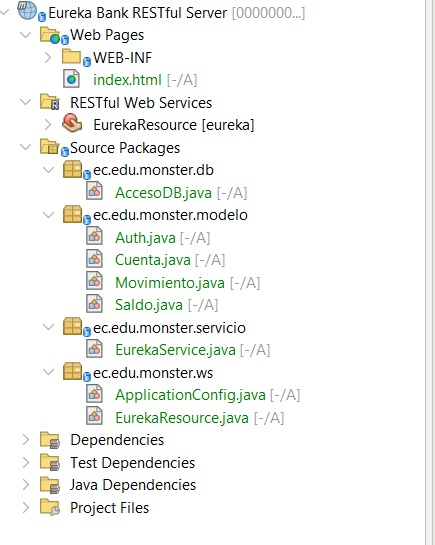 Eureka Bank RESTful Server [0000000...]
Web Pages
WEB-INF
index.html [-/A]
RESTful Web Services
EurekaResource [eureka]
Source Packages
ec.edu.monster.db
AccesoDB.java [-/A]
ec.edu.monster.modelo
Auth.java [-/A]
Cuenta.java [-/A]
Movimiento.java [-/A]
Saldo.java [-/A]
ec.edu.monster.servicio
EurekaService.java [-/A]
ec.edu.monster.ws
ApplicationConfig.java [-/A]
EurekaResource.java [-/A]
Dependencies
Test Dependencies
Java Dependencies
Project Files